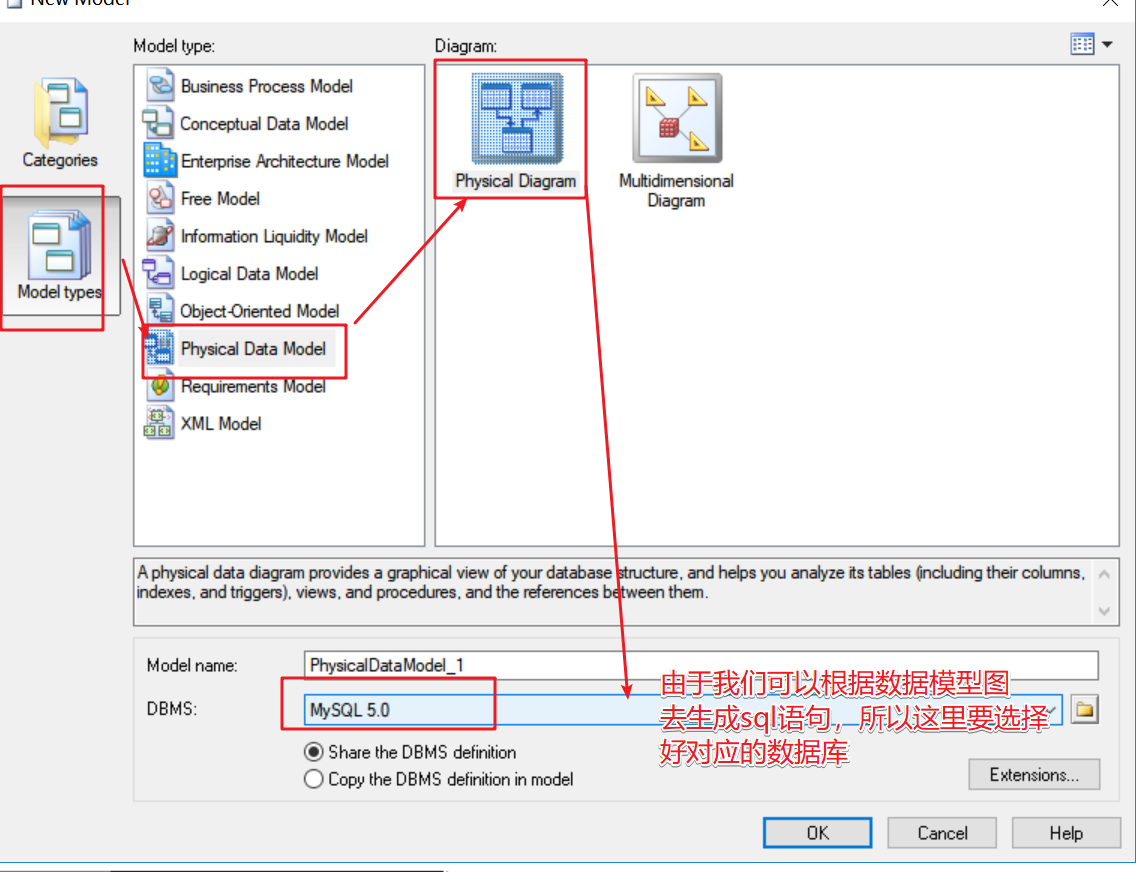 New Model
Model type:
Diagram:
Categories
Model types
Business Process Model
Conceptual Data Model
Enterprise Architecture Model
Free Model
Information Liquidity Model
Logical Data Model
Object-Oriented Model
Physical Data Model
Requirements Model
XML Model
Physical Diagram
Multidimensional
Diagram
A physical data diagram provides a graphical view of your database structure, and helps you analyze its tables (including their columns,
indexes, and triggers), views, and procedures, and the references between them.
Model name:
PhysicalDataModel_1
DBMS:
MySQL 5.0
由于我们可以根据数据模型图
去生成sql语句，所以这里要选择
好对应的数据库
Share the DBMS definition
Copy the DBMS definition in model
Extensions...
OK
Cancel
Help